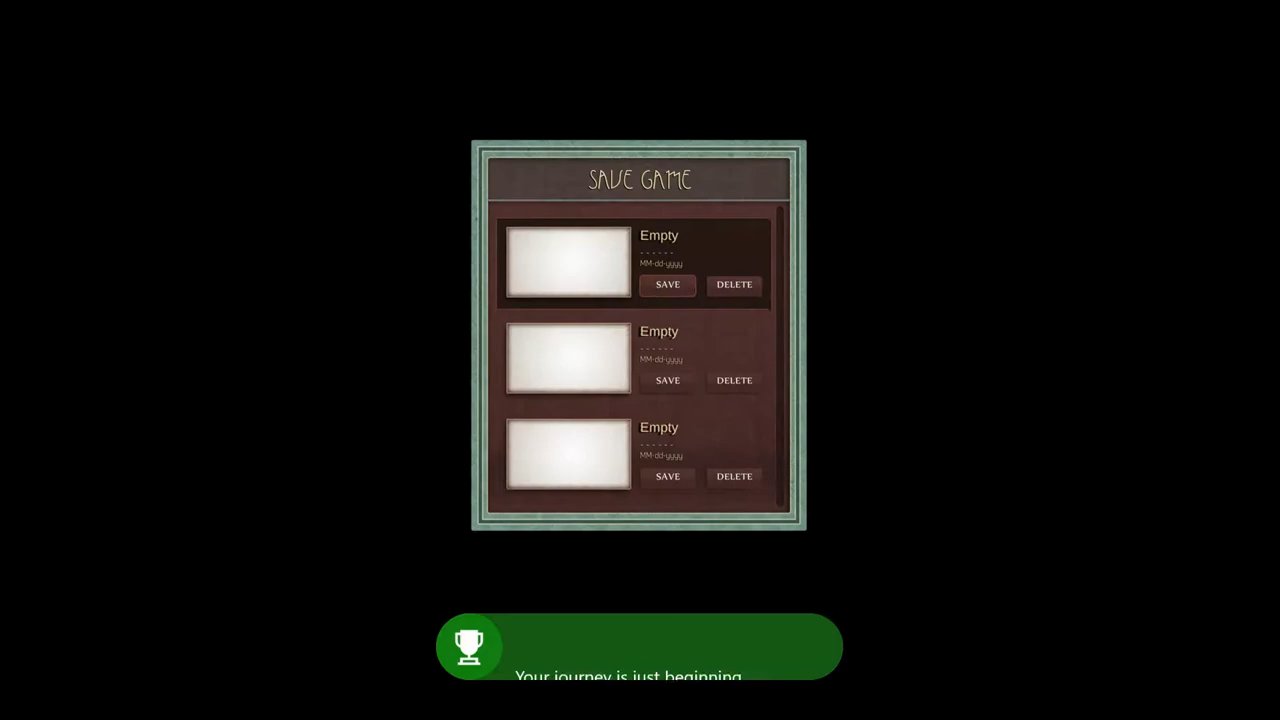 SAVE GAME
Empty
------
MM-dd-yyyy
SAVE DELETE
Empty
------
MM-dd-yyyy
SAVE DELETE
Empty
------
MM-dd-yyyy
SAVE DELETE
Your journey is just beginning